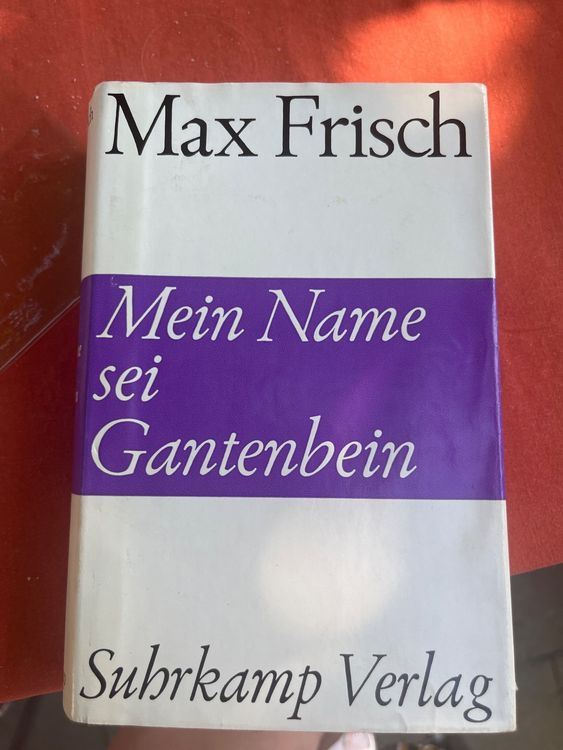 Max Frisch
Mein Name
sei
Gantenbein
Suhrkamp Verlag